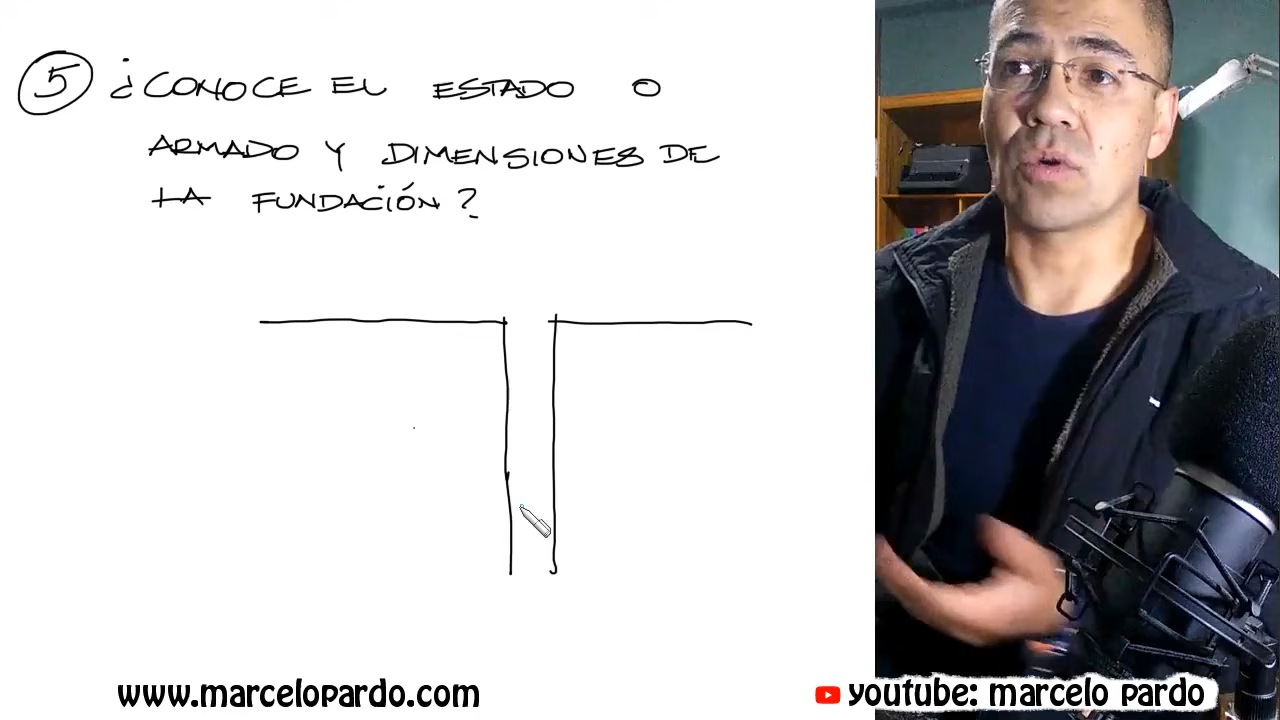 5 ¿CONOCE EL ESTADO O
ARMADO Y DIMENSIONES DE
LA FUNDACIÓN?
www.marcelopardo.com
youtube: marcelo pardo